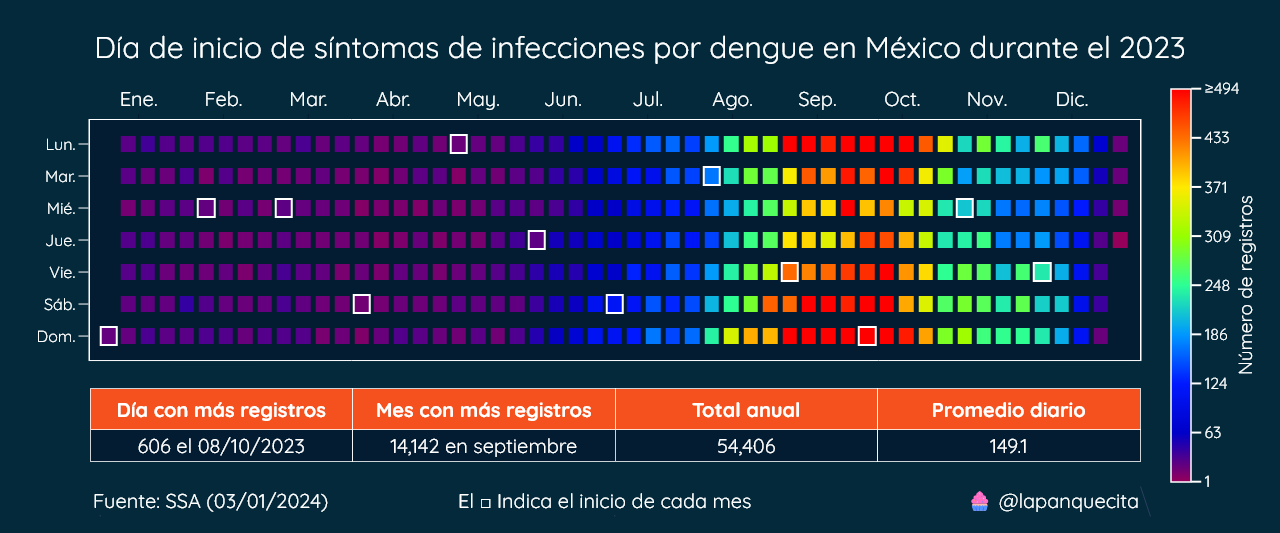 Día de inicio de síntomas de infecciones por dengue en México durante el 2023
Ene. Feb. Mar. Abr. May. Jun. Jul. Ago. Sep. Oct. Nov. Dic.
Lun.
Mar.
Mié.
Jue.
Vie.
Sáb.
Dom.
≥494
433
371
309
248
186
124
63
1
Número de registros
Día con más registros Mes con más registros Total anual Promedio diario
606 el 08/10/2023 14,142 en septiembre 54,406 149.1
Fuente: SSA (03/01/2024) El □ Indica el inicio de cada mes 🧁 @lapanquecita